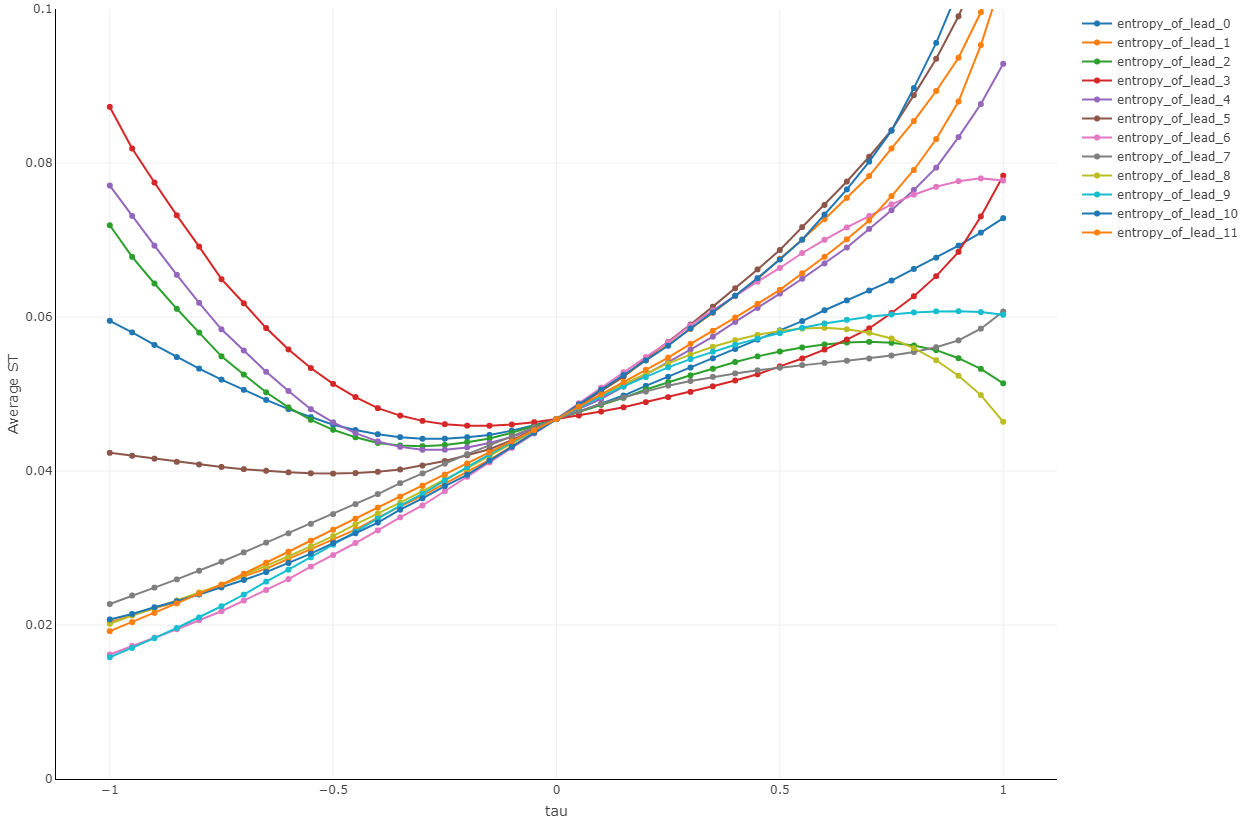 0.1
0.08
0.06
0.04
0.02
0
Average ST
−1
−0.5
0
0.5
1
tau
entropy_of_lead_0
entropy_of_lead_1
entropy_of_lead_2
entropy_of_lead_3
entropy_of_lead_4
entropy_of_lead_5
entropy_of_lead_6
entropy_of_lead_7
entropy_of_lead_8
entropy_of_lead_9
entropy_of_lead_10
entropy_of_lead_11